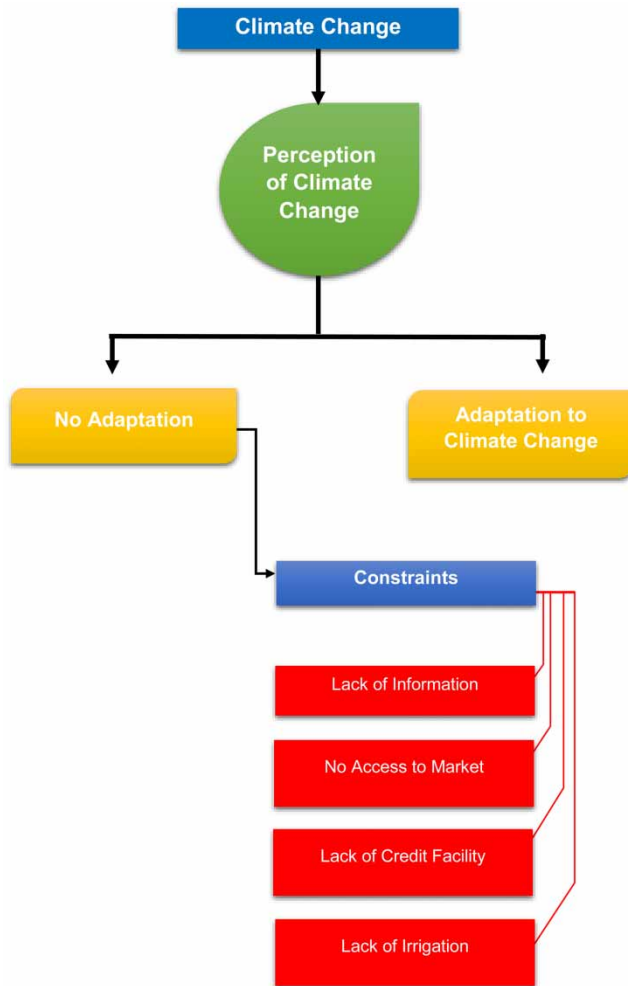 Climate Change
Perception
of Climate
Change
No Adaptation
Adaptation to
Climate Change
Constraints
Lack of Information
No Access to Market
Lack of Credit Facility
Lack of Irrigation